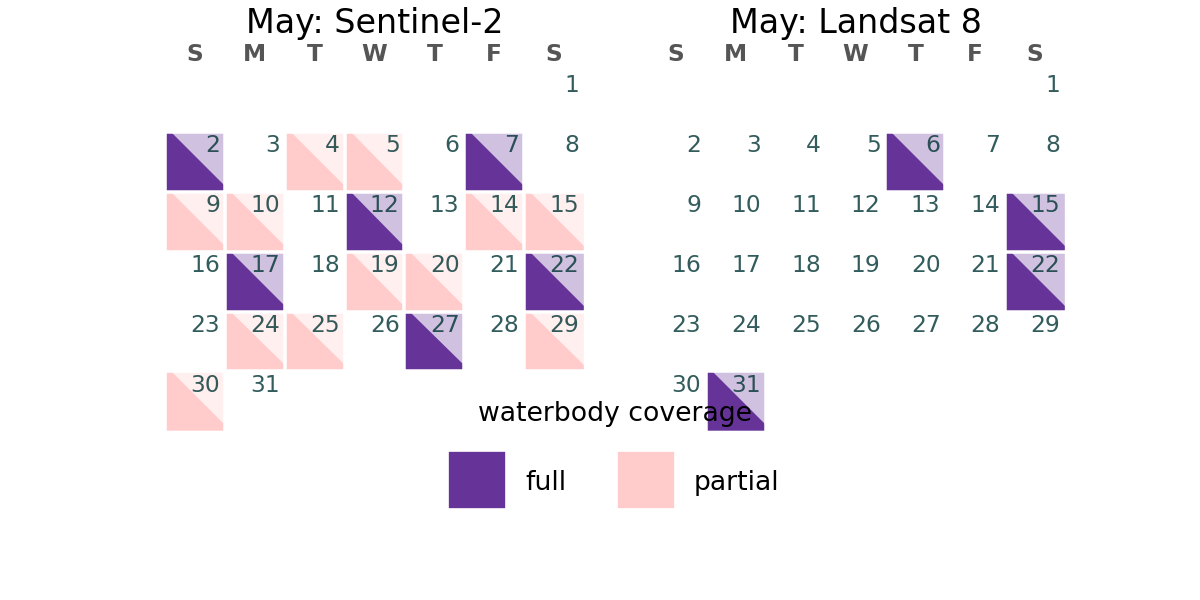 May: Sentinel-2
S M T W T F S
1
2 3 4 5 6 7 8
9 10 11 12 13 14 15
16 17 18 19 20 21 22
23 24 25 26 27 28 29
30 31
May: Landsat 8
S M T W T F S
1
2 3 4 5 6 7 8
9 10 11 12 13 14 15
16 17 18 19 20 21 22
23 24 25 26 27 28 29
30 31
waterbody coverage
full partial